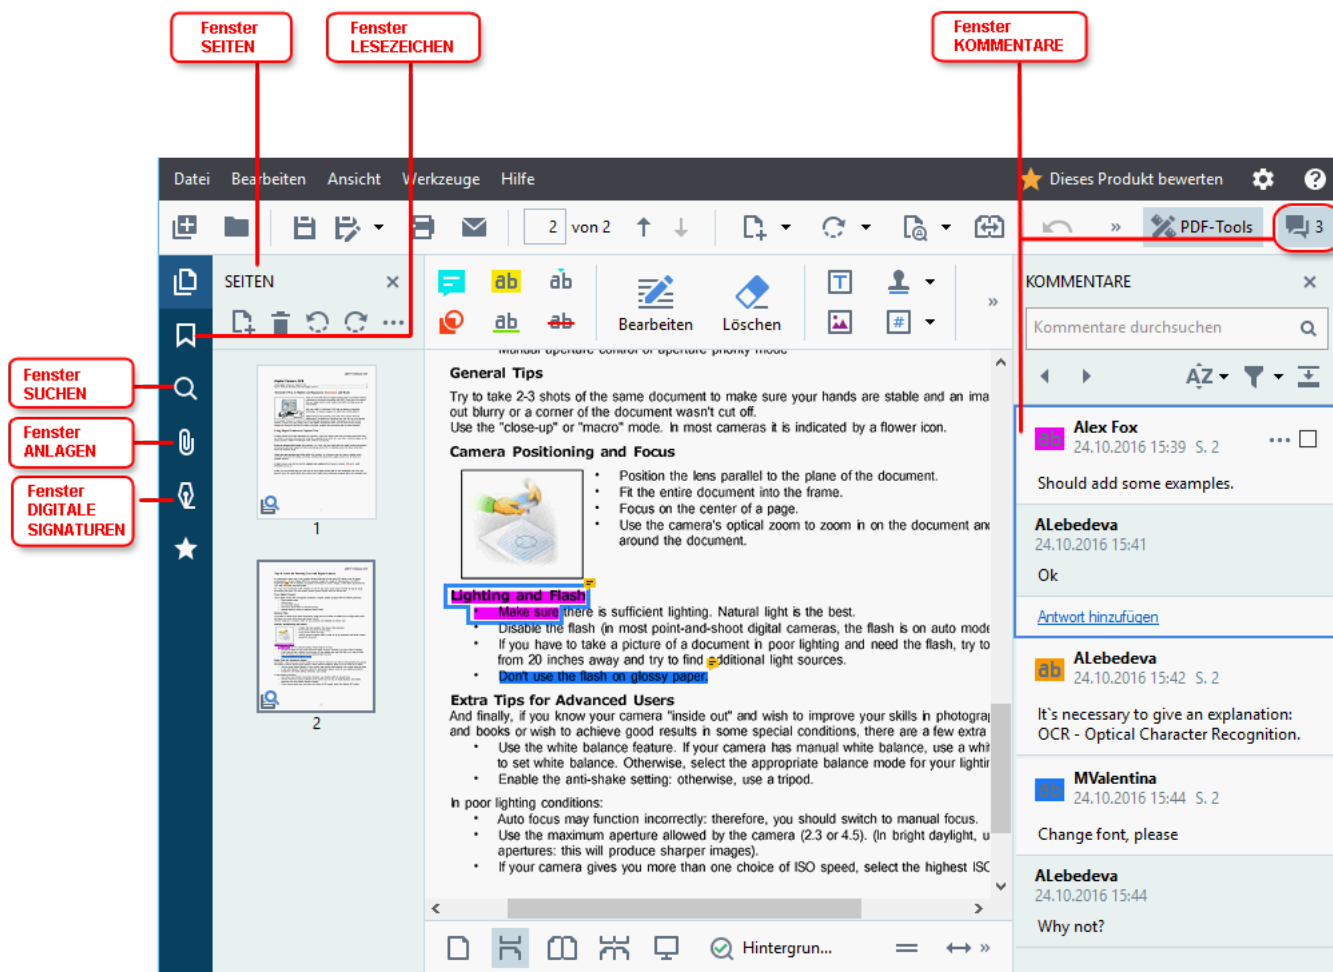 Fenster
SEITEN
Fenster
LESEZEICHEN
Fenster
KOMMENTARE
Datei Bearbeiten Ansicht Werkzeuge Hilfe
Dieses Produkt bewerten
2 von 2
PDF-Tools
3
SEITEN
Bearbeiten
Löschen
KOMMENTARE
Kommentare durchsuchen
Fenster
SUCHEN
Fenster
ANLAGEN
Fenster
DIGITALE
SIGNATUREN
1
2
Manual aperture control or aperture priority mode
General Tips
Try to take 2-3 shots of the same document to make sure your hands are stable and an ima
out blurry or a corner of the document wasn't cut off.
Use the "close-up" or "macro" mode. In most cameras it is indicated by a flower icon.
Camera Positioning and Focus
• Position the lens parallel to the plane of the document.
• Fit the entire document into the frame.
• Focus on the center of a page.
• Use the camera's optical zoom to zoom in on the document and
around the document.
Lighting and Flash
• Make sure there is sufficient lighting. Natural light is the best.
• Disable the flash (in most point-and-shoot digital cameras, the flash is on auto mode
• If you have to take a picture of a document in poor lighting and need the flash, try to
from 20 inches away and try to find additional light sources.
• Don't use the flash on glossy paper.
Extra Tips for Advanced Users
And finally, if you know your camera "inside out" and wish to improve your skills in photograp
and books or wish to achieve good results in some special conditions, there are a few extra
• Use the white balance feature. If your camera has manual white balance, use a whit
to set white balance. Otherwise, select the appropriate balance mode for your lightin
• Enable the anti-shake setting: otherwise, use a tripod.
In poor lighting conditions:
• Auto focus may function incorrectly: therefore, you should switch to manual focus.
• Use the maximum aperture allowed by the camera (2.3 or 4.5). (In bright daylight, u
apertures: this will produce sharper images).
• If your camera gives you more than one choice of ISO speed, select the highest ISO
Hintergrun...
AZ
ab Alex Fox
24.10.2016 15:39 S. 2
Should add some examples.
ALebedeva
24.10.2016 15:41
Ok
Antwort hinzufügen
ab ALebedeva
24.10.2016 15:42 S. 2
It`s necessary to give an explanation:
OCR - Optical Character Recognition.
ab MValentina
24.10.2016 15:44 S. 2
Change font, please
ALebedeva
24.10.2016 15:44
Why not?